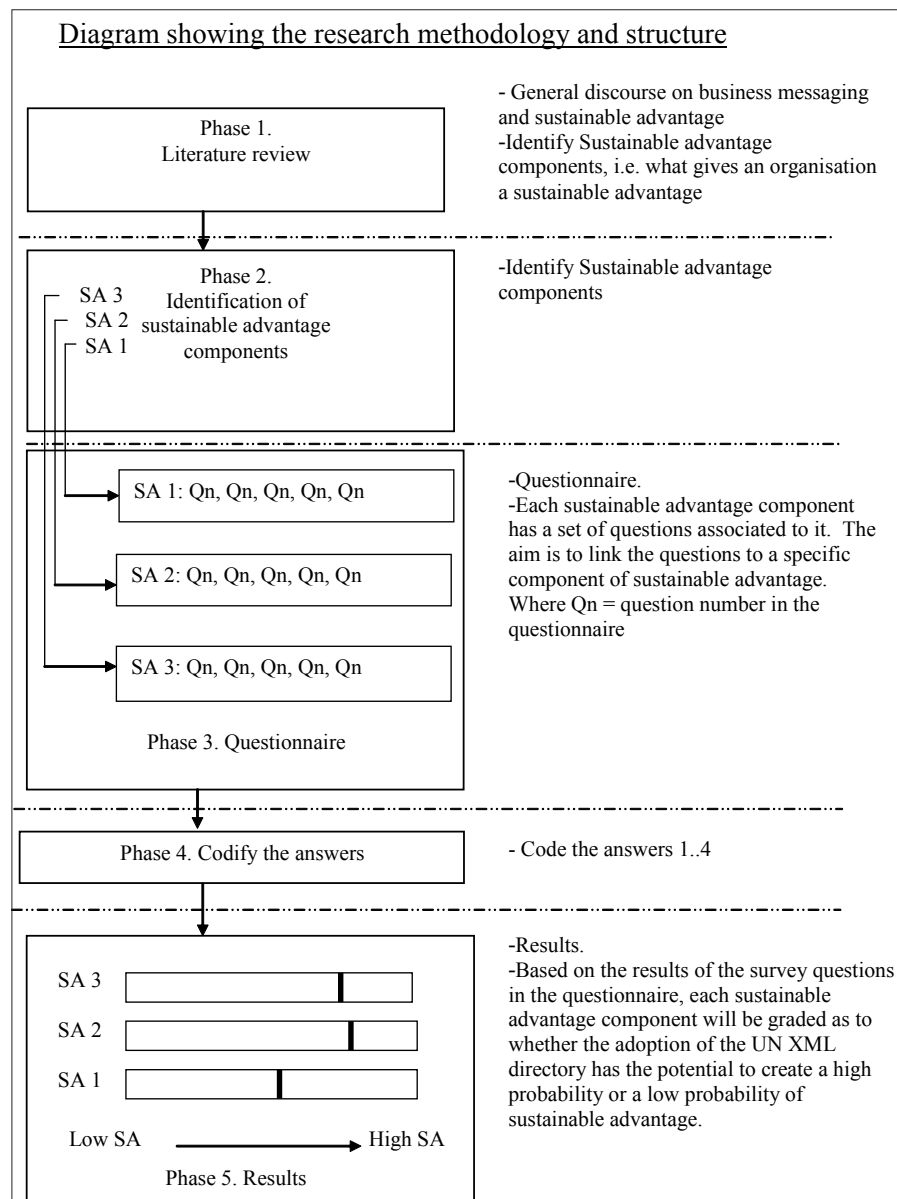 Diagram showing the research methodology and structure
Phase 1.
Literature review
- General discourse on business messaging
and sustainable advantage
-Identify Sustainable advantage
components, i.e. what gives an organisation
a sustainable advantage
Phase 2.
Identification of
sustainable advantage
components
SA 3
SA 2
SA 1
-Identify Sustainable advantage
components
SA 1: Qn, Qn, Qn, Qn, Qn
SA 2: Qn, Qn, Qn, Qn, Qn
SA 3: Qn, Qn, Qn, Qn, Qn
Phase 3. Questionnaire
-Questionnaire.
-Each sustainable advantage component
has a set of questions associated to it.  The
aim is to link the questions to a specific
component of sustainable advantage.
Where Qn = question number in the
questionnaire
Phase 4. Codify the answers
- Code the answers 1..4
SA 3
SA 2
SA 1
Low SA
High SA
Phase 5. Results
-Results.
-Based on the results of the survey questions
in the questionnaire, each sustainable
advantage component will be graded as to
whether the adoption of the UN XML
directory has the potential to create a high
probability or a low probability of
sustainable advantage.